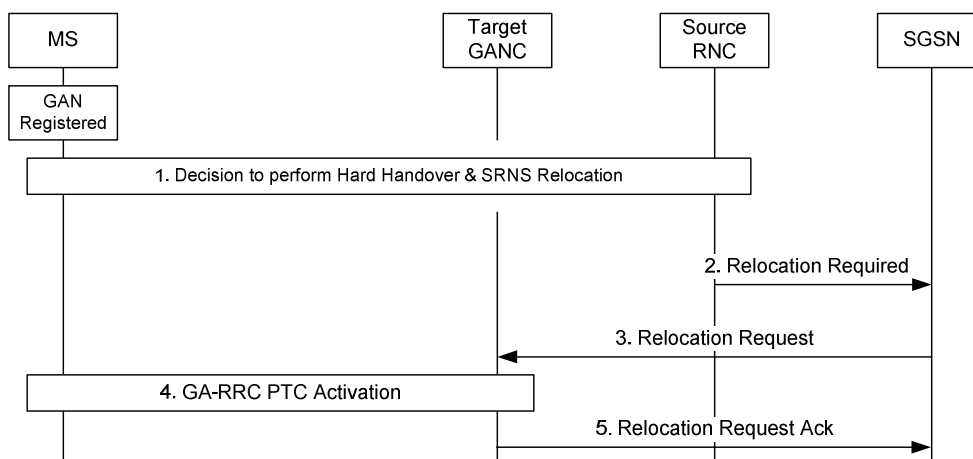 MS
Target
GANC
Source
RNC
SGSN
GAN
Registered
1. Decision to perform Hard Handover & SRNS Relocation
2. Relocation Required
3. Relocation Request
4. GA-RRC PTC Activation
5. Relocation Request Ack